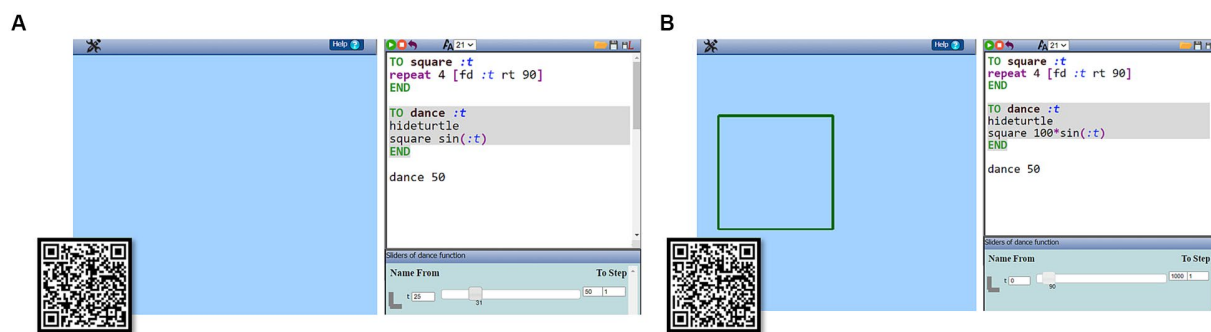 A
Help ?
21
TO square :t
repeat 4 [fd :t rt 90]
END
TO dance :t
hideturtle
square sin(:t)
END
dance 50
Sliders of dance function
Name From To Step
t 25 31 50 1
B
Help ?
21
TO square :t
repeat 4 [fd :t rt 90]
END
TO dance :t
hideturtle
square 100*sin(:t)
END
dance 50
Sliders of dance function
Name From To Step
t 0 90 1000 1